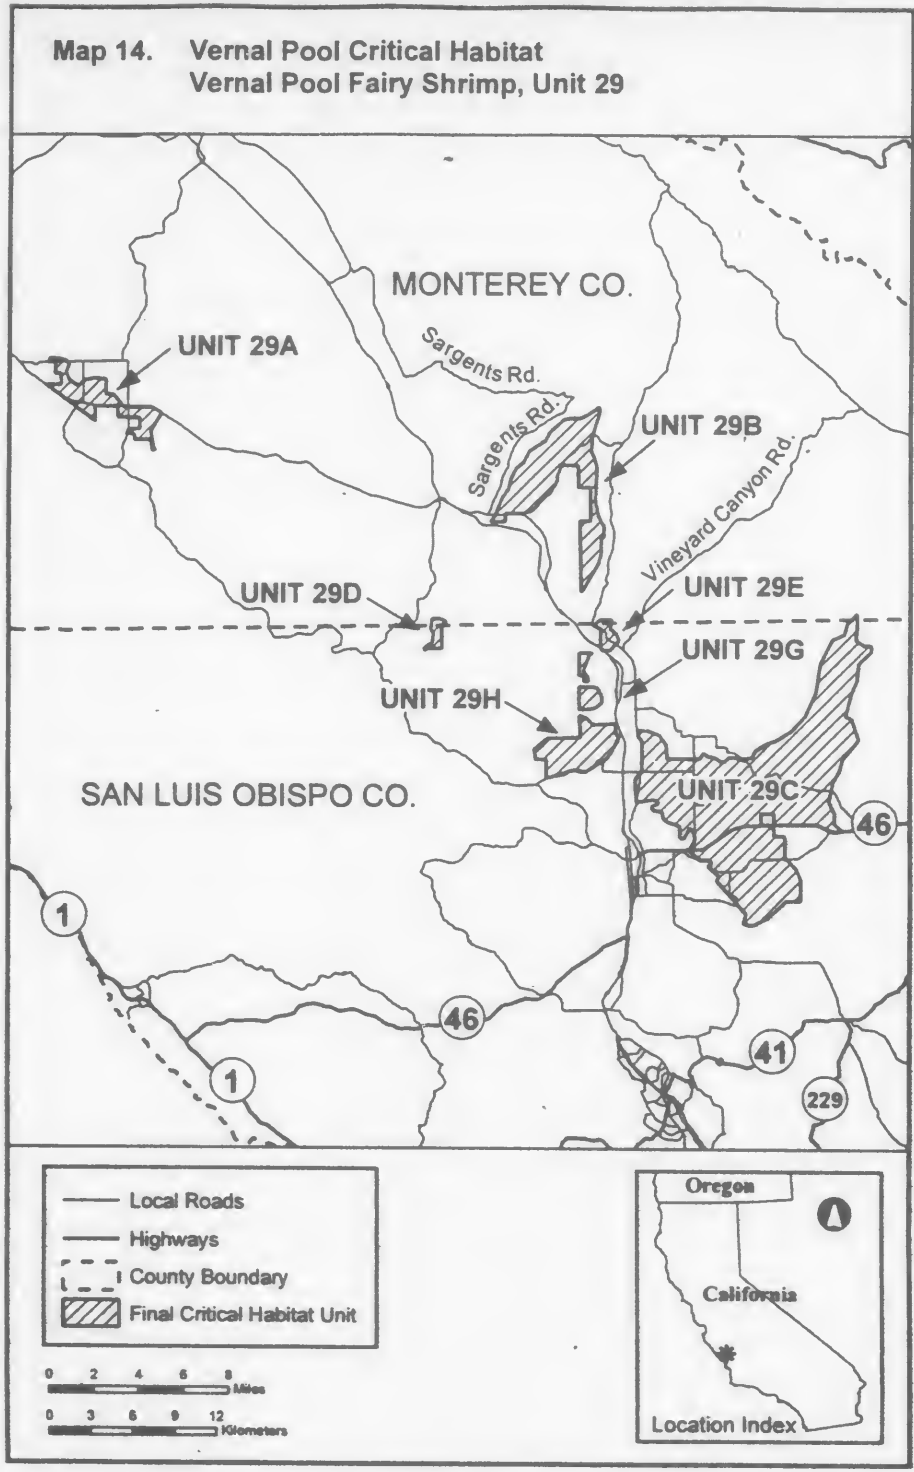 Map 14. Vernal Pool Critical Habitat
Vernal Pool Fairy Shrimp, Unit 29
MONTEREY CO.
UNIT 29A
Sargents Rd.
Sargents Rd.
UNIT 29B
Vineyard Canyon Rd.
UNIT 29D
UNIT 29E
UNIT 29G
UNIT 29H
UNIT 29C
SAN LUIS OBISPO CO.
46
1
46
41
1
229
Local Roads
Highways
County Boundary
Final Critical Habitat Unit
0 2 4 6 8
Miles
0 3 6 9 12
Kilometers
Oregon
California
Location Index